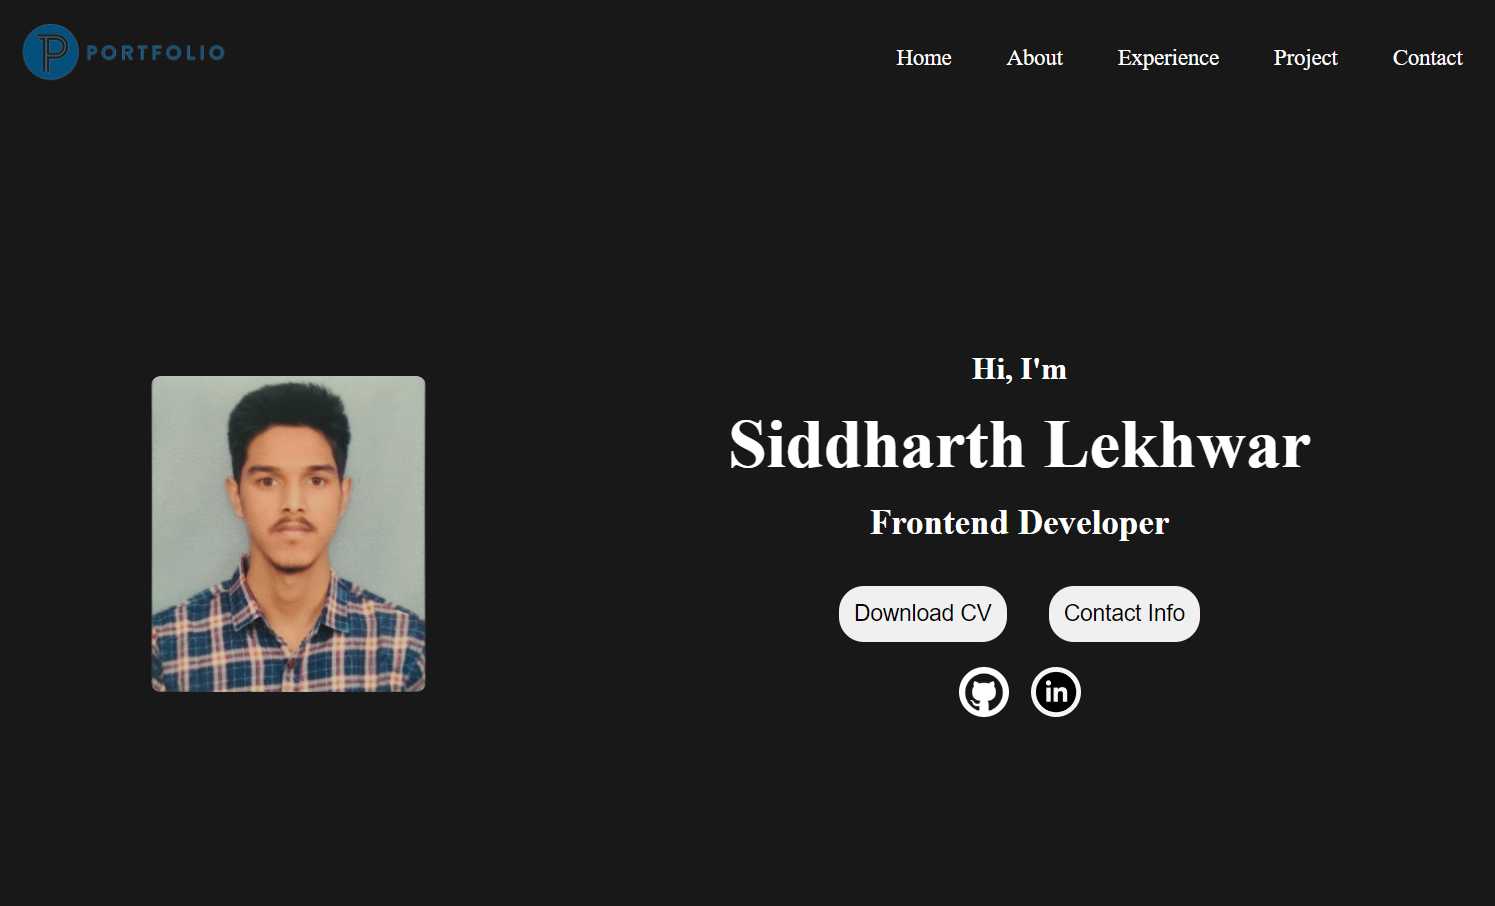 PORTFOLIO
Home About Experience Project Contact
Hi, I'm
Siddharth Lekhwar
Frontend Developer
Download CV Contact Info
in